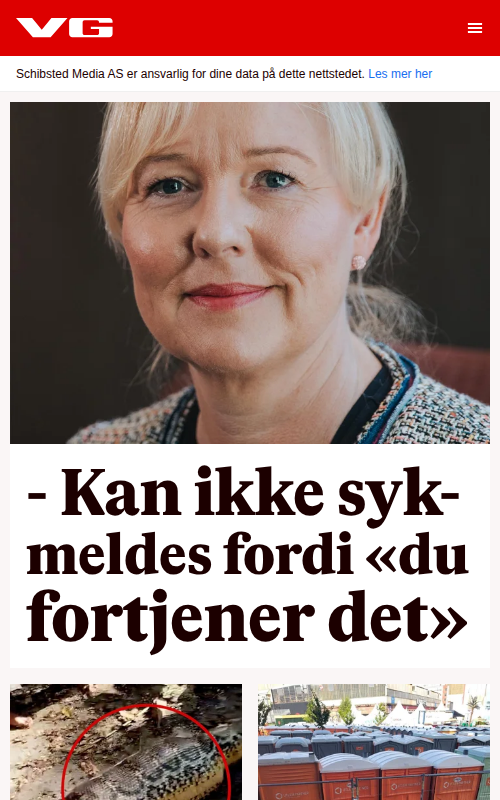 VG
Schibsted Media AS er ansvarlig for dine data på dette nettstedet. Les mer her
- Kan ikke syk-
meldes fordi «du
fortjener det»